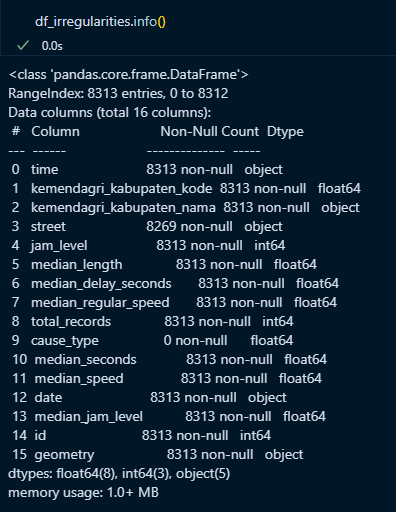 df_irregularities.info()
✓ 0.0s
<class 'pandas.core.frame.DataFrame'>
RangeIndex: 8313 entries, 0 to 8312
Data columns (total 16 columns):
# Column Non-Null Count Dtype
--- ------ -------------- -----
0 time 8313 non-null object
1 kemendagri_kabupaten_kode 8313 non-null float64
2 kemendagri_kabupaten_nama 8313 non-null object
3 street 8269 non-null object
4 jam_level 8313 non-null int64
5 median_length 8313 non-null float64
6 median_delay_seconds 8313 non-null float64
7 median_regular_speed 8313 non-null float64
8 total_records 8313 non-null int64
9 cause_type 0 non-null float64
10 median_seconds 8313 non-null float64
11 median_speed 8313 non-null float64
12 date 8313 non-null object
13 median_jam_level 8313 non-null float64
14 id 8313 non-null int64
15 geometry 8313 non-null object
dtypes: float64(8), int64(3), object(5)
memory usage: 1.0+ MB